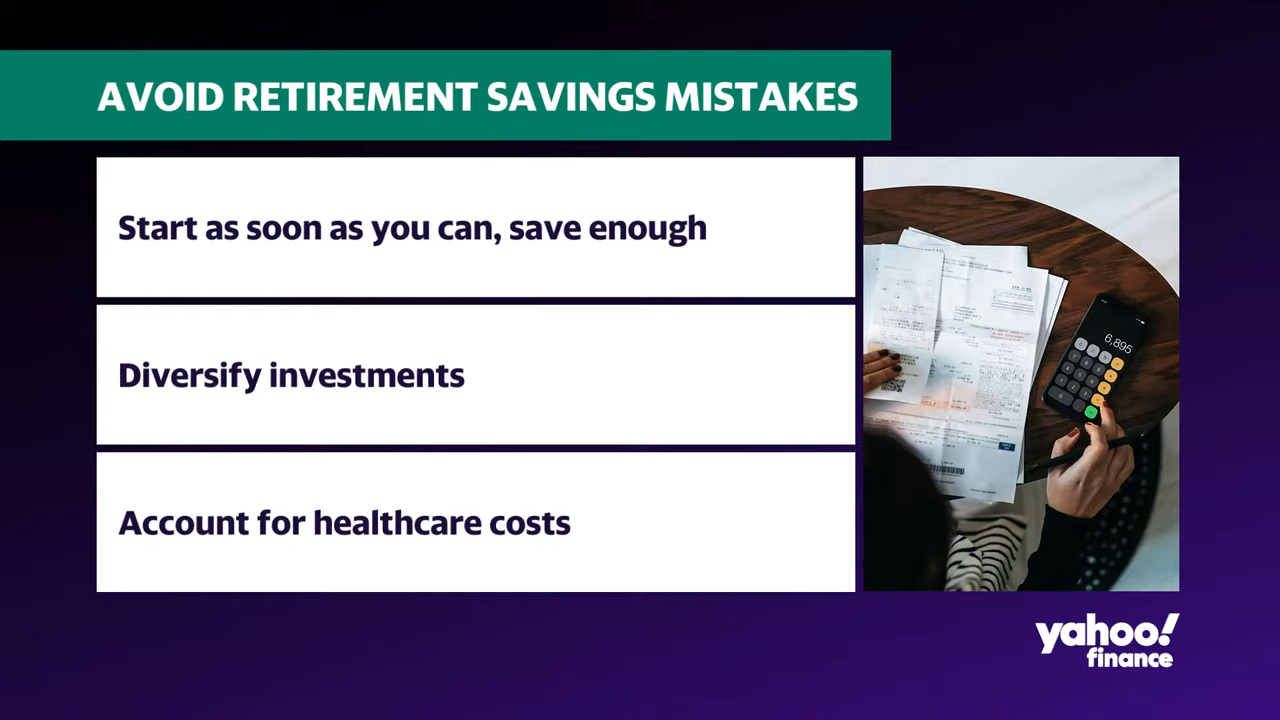 AVOID RETIREMENT SAVINGS MISTAKES
Start as soon as you can, save enough
Diversify investments
Account for healthcare costs
6,895
yahoo!
finance